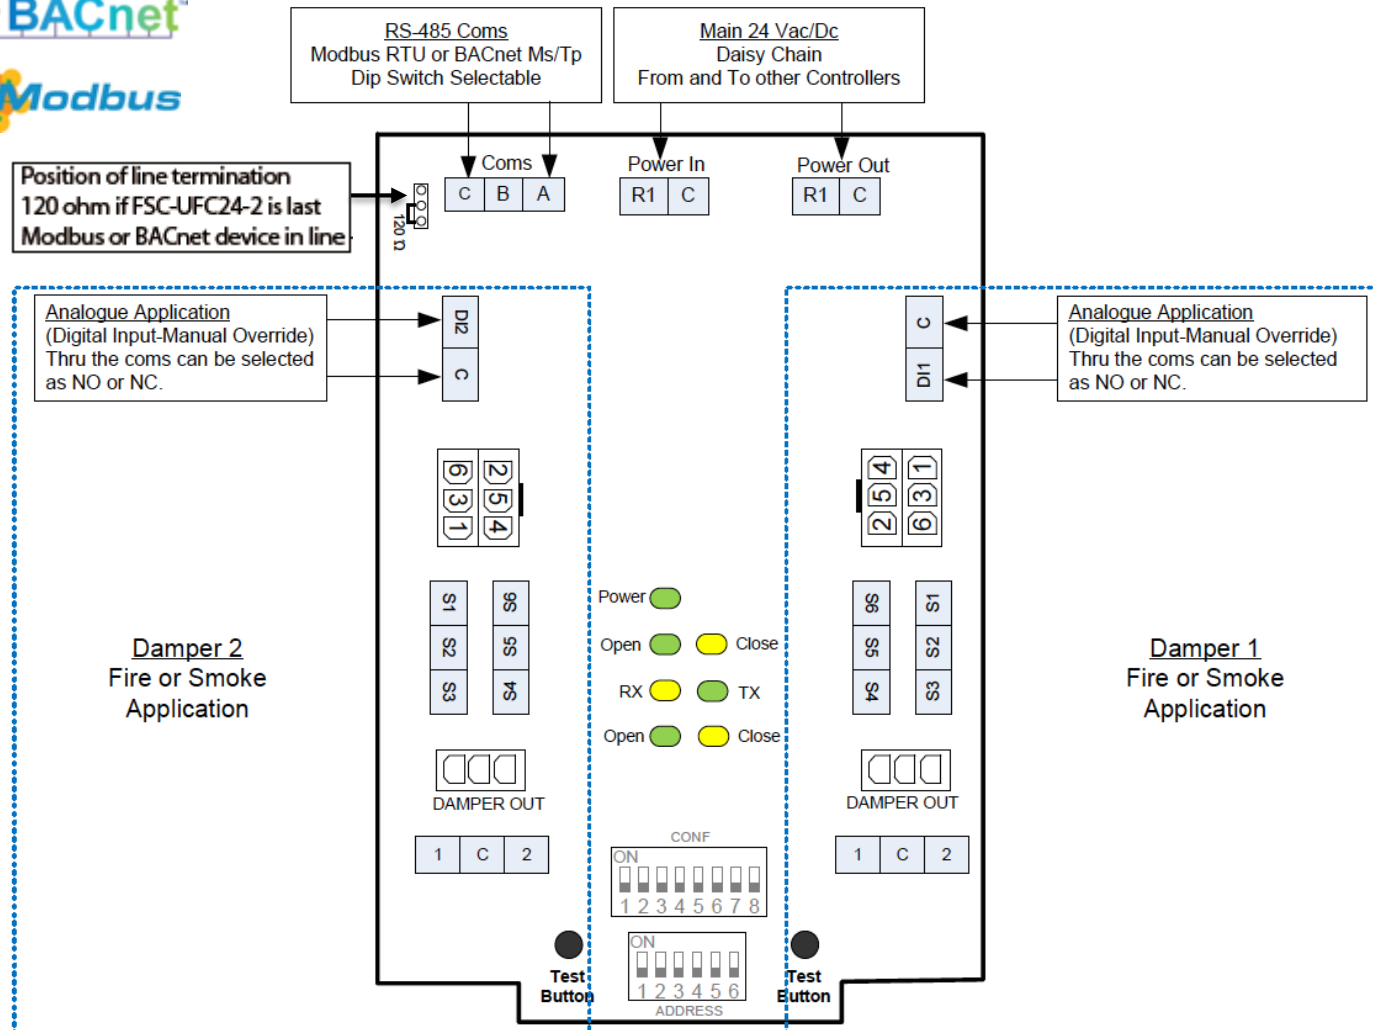 BACnet
Modbus
RS-485 Coms
Modbus RTU or BACnet Ms/Tp
Dip Switch Selectable
Main 24 Vac/Dc
Daisy Chain
From and To other Controllers
Position of line termination
120 ohm if FSC-UFC24-2 is last
Modbus or BACnet device in line
120 Ω
Coms
C B A
Power In
R1 C
Power Out
R1 C
Analogue Application
(Digital Input-Manual Override)
Thru the coms can be selected
as NO or NC.
DI2
C
C
DI1
Analogue Application
(Digital Input-Manual Override)
Thru the coms can be selected
as NO or NC.
6 2
3 5
1 4
4 1
5 3
2 6
Damper 2
Fire or Smoke
Application
S1 S6
S2 S5
S3 S4
Power
Open Close
RX TX
Open Close
S6 S1
S5 S2
S4 S3
Damper 1
Fire or Smoke
Application
DAMPER OUT
1 C 2
DAMPER OUT
1 C 2
CONF
ON
1 2 3 4 5 6 7 8
ON
1 2 3 4 5 6
ADDRESS
Test
Button
Test
Button